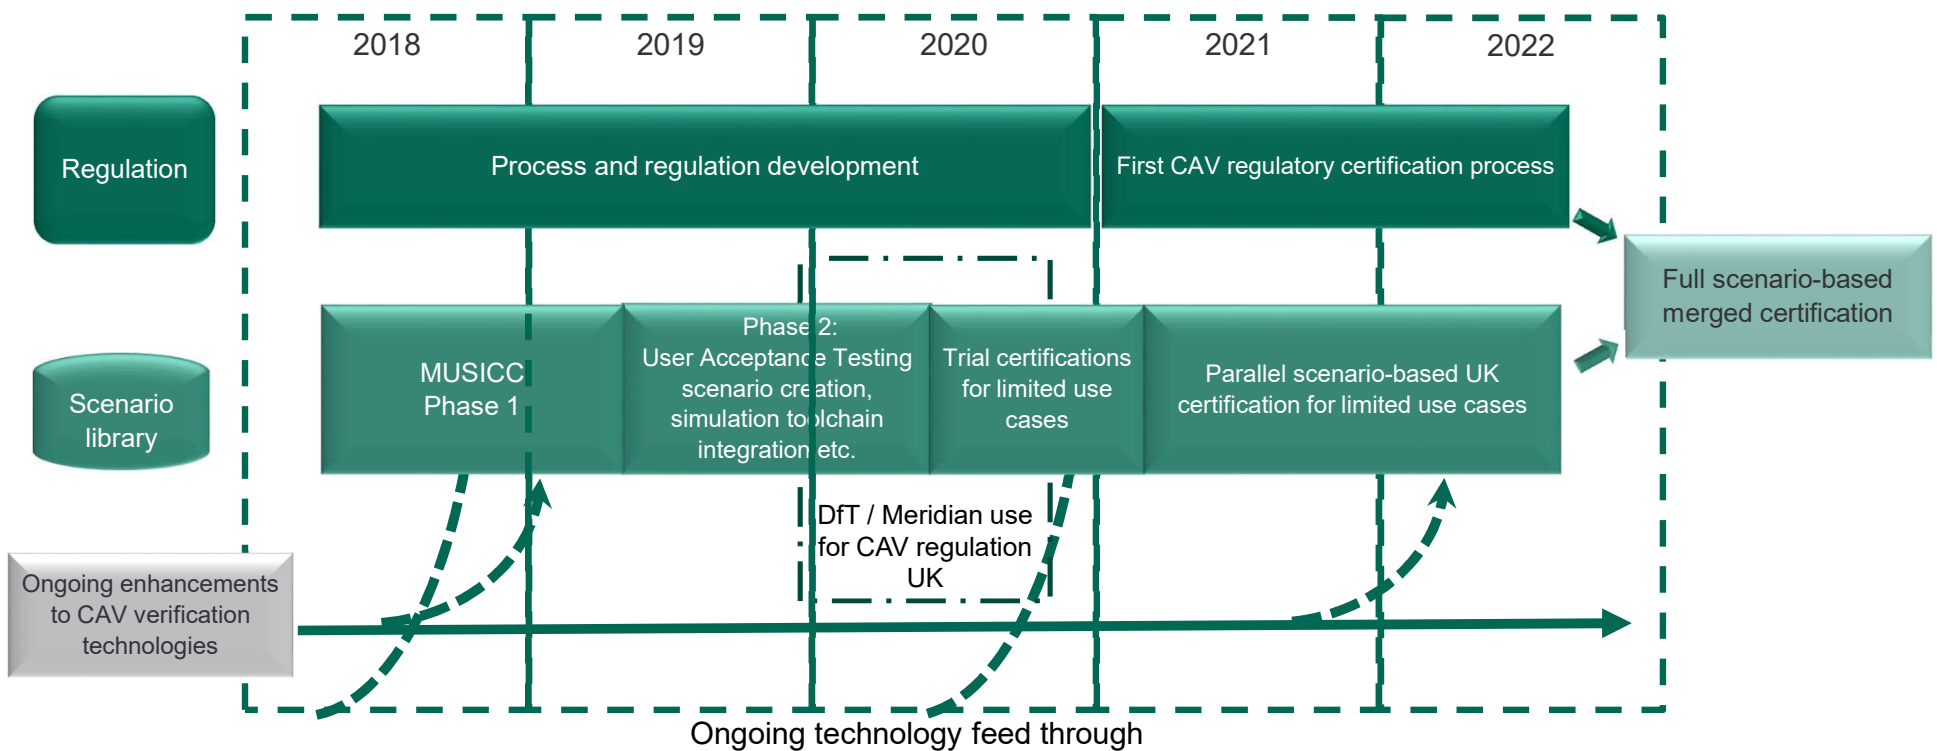 2018
2019
2020
2021
2022
Regulation
Process and regulation development
First CAV regulatory certification process
Full scenario-based
merged certification
Scenario
library
MUSICC
Phase 1
Phase 2:
User Acceptance Testing
scenario creation,
simulation toolchain
integration etc.
Trial certifications
for limited use
cases
Parallel scenario-based UK
certification for limited use cases
DfT / Meridian use
for CAV regulation
UK
Ongoing enhancements
to CAV verification
technologies
Ongoing technology feed through